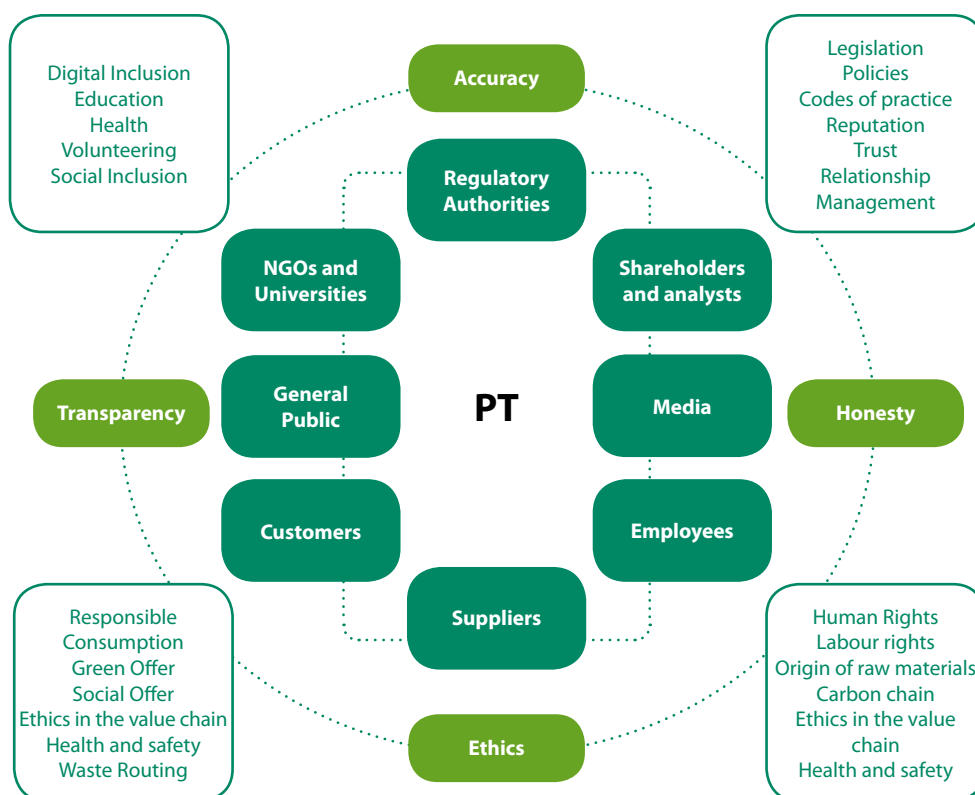 Digital Inclusion
Education
Health
Volunteering
Social Inclusion
Accuracy
Legislation
Policies
Codes of practice
Reputation
Trust
Relationship
Management
Regulatory
Authorities
NGOs and
Universities
Shareholders
and analysts
Transparency
General
Public
PT
Media
Honesty
Customers
Employees
Suppliers
Responsible
Consumption
Green Offer
Social Offer
Ethics in the value chain
Health and safety
Waste Routing
Ethics
Human Rights
Labour rights
Origin of raw materials
Carbon chain
Ethics in the value
chain
Health and safety